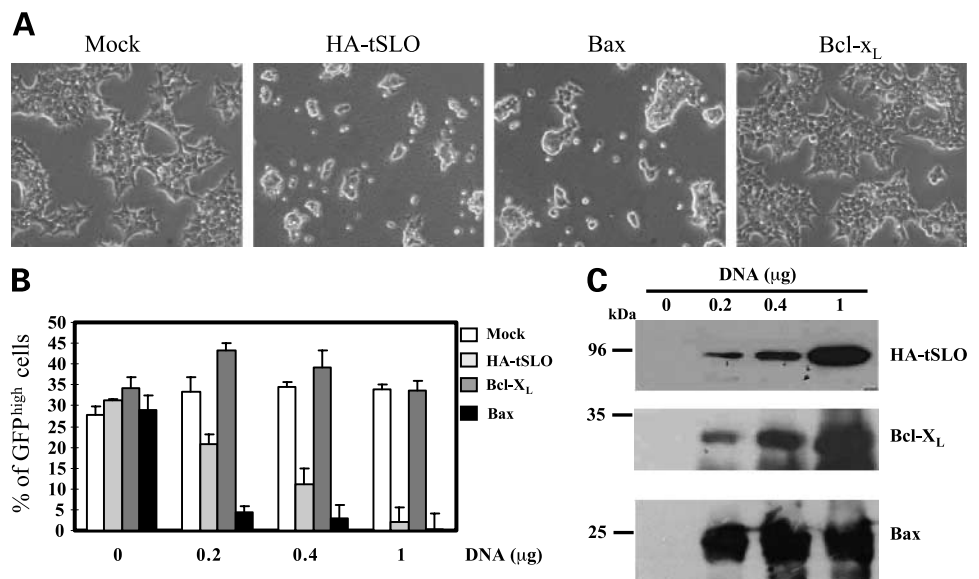 A
Mock HA-tSLO Bax Bcl-xL
B
% of GFPhigh cells
50
45
40
35
30
25
20
15
10
5
0
0 0.2 0.4 1 DNA (µg)
Mock
HA-tSLO
Bcl-XL
Bax
C
DNA (µg)
kDa 0 0.2 0.4 1
96 HA-tSLO
35 Bcl-XL
25 Bax